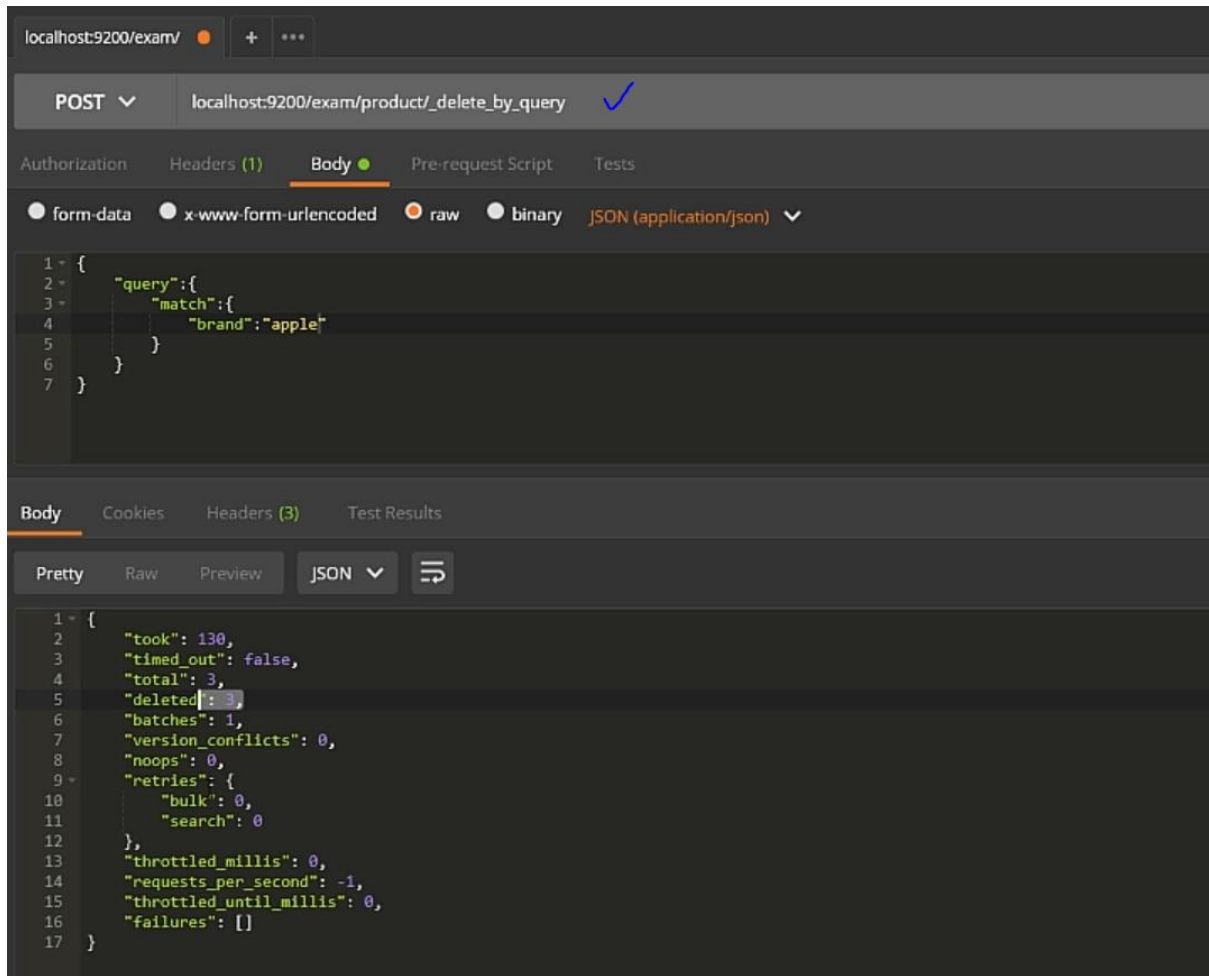 localhost:9200/exam/ + •••
POST localhost:9200/exam/product/_delete_by_query
Authorization Headers (1) Body Pre-request Script Tests
form-data x-www-form-urlencoded raw binary JSON (application/json)
1 {
2 "query":{
3 "match":{
4 "brand":"apple"
5 }
6 }
7 }
Body Cookies Headers (3) Test Results
Pretty Raw Preview JSON
1 {
2 "took": 130,
3 "timed_out": false,
4 "total": 3,
5 "deleted": 3,
6 "batches": 1,
7 "version_conflicts": 0,
8 "noops": 0,
9 "retries": {
10 "bulk": 0,
11 "search": 0
12 },
13 "throttled_millis": 0,
14 "requests_per_second": -1,
15 "throttled_until_millis": 0,
16 "failures": []
17 }